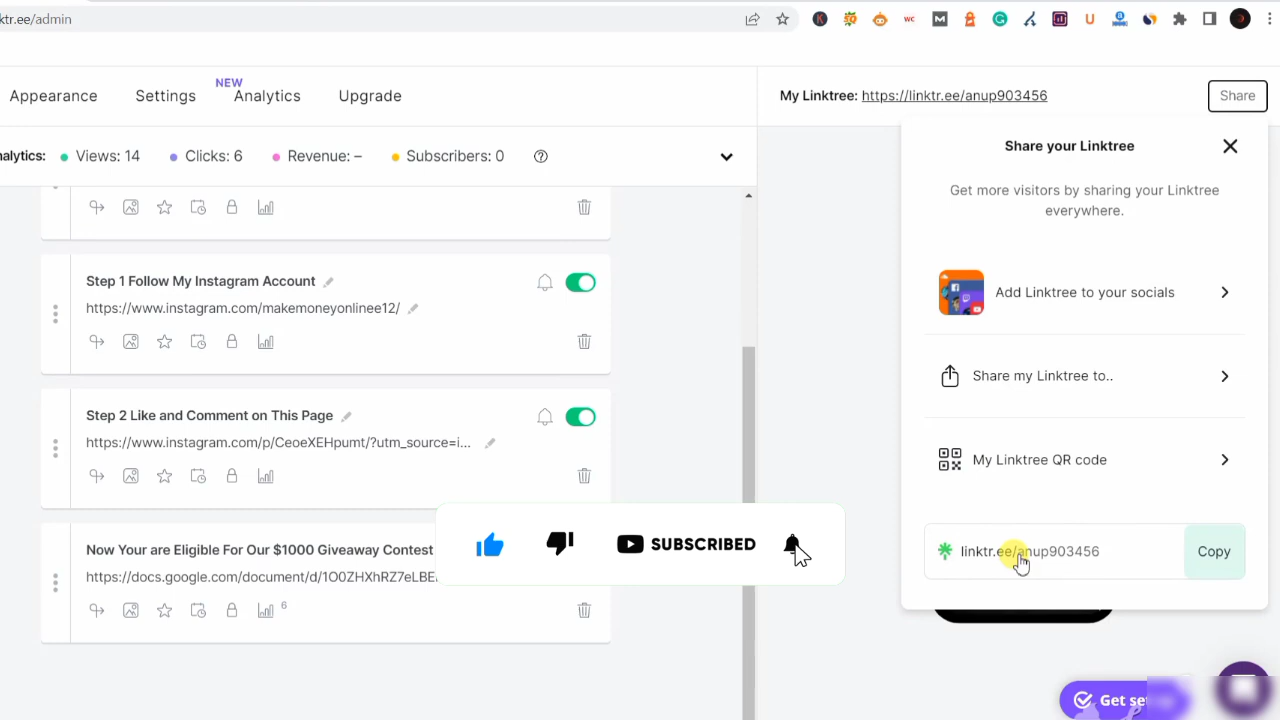 ktr.ee/admin
Appearance
Settings
NEW
Analytics
Upgrade
My Linktree: https://linktr.ee/anup903456
Share
nalytics:
Views: 14
Clicks: 6
Revenue: –
Subscribers: 0
Share your Linktree
Get more visitors by sharing your Linktree
everywhere.
Step 1 Follow My Instagram Account
https://www.instagram.com/makemoneyonlinee12/
Add Linktree to your socials
Share my Linktree to..
Step 2 Like and Comment on This Page
https://www.instagram.com/p/CeoeXEHpumt/?utm_source=i...
My Linktree QR code
SUBSCRIBED
Now Your are Eligible For Our $1000 Giveaway Contest
https://docs.google.com/document/d/1O0ZHXhRZ7eLBE
6
linktr.ee/anup903456
Copy
Get se